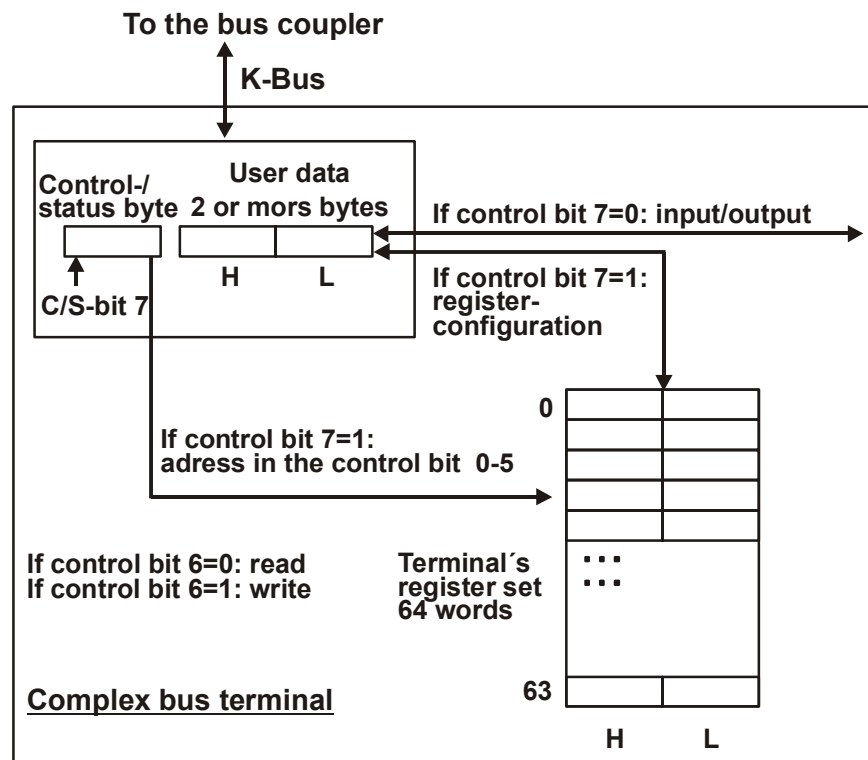 To the bus coupler
K-Bus
User data
Control-/
status byte
2 or mors bytes
If control bit 7=0: input/output
H
L
C/S-bit 7
If control bit 7=1:
register-
configuration
0
If control bit 7=1:
adress in the control bit 0-5
If control bit 6=0: read
If control bit 6=1: write
Terminal´s
register set
64 words
63
Complex bus terminal
H
L